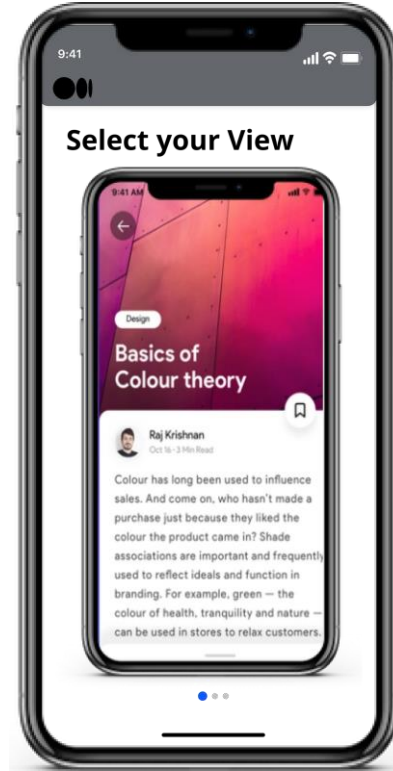 9:41
Select your View
9:41 AM
Design
Basics of
Colour theory
Raj Krishnan
Oct 16 - 3 Min Read
Colour has long been used to influence
sales. And come on, who hasn't made a
purchase just because they liked the
colour the product came in? Shade
associations are important and frequently
used to reflect ideals and function in
branding. For example, green — the
colour of health, tranquility and nature —
can be used in stores to relax customers.